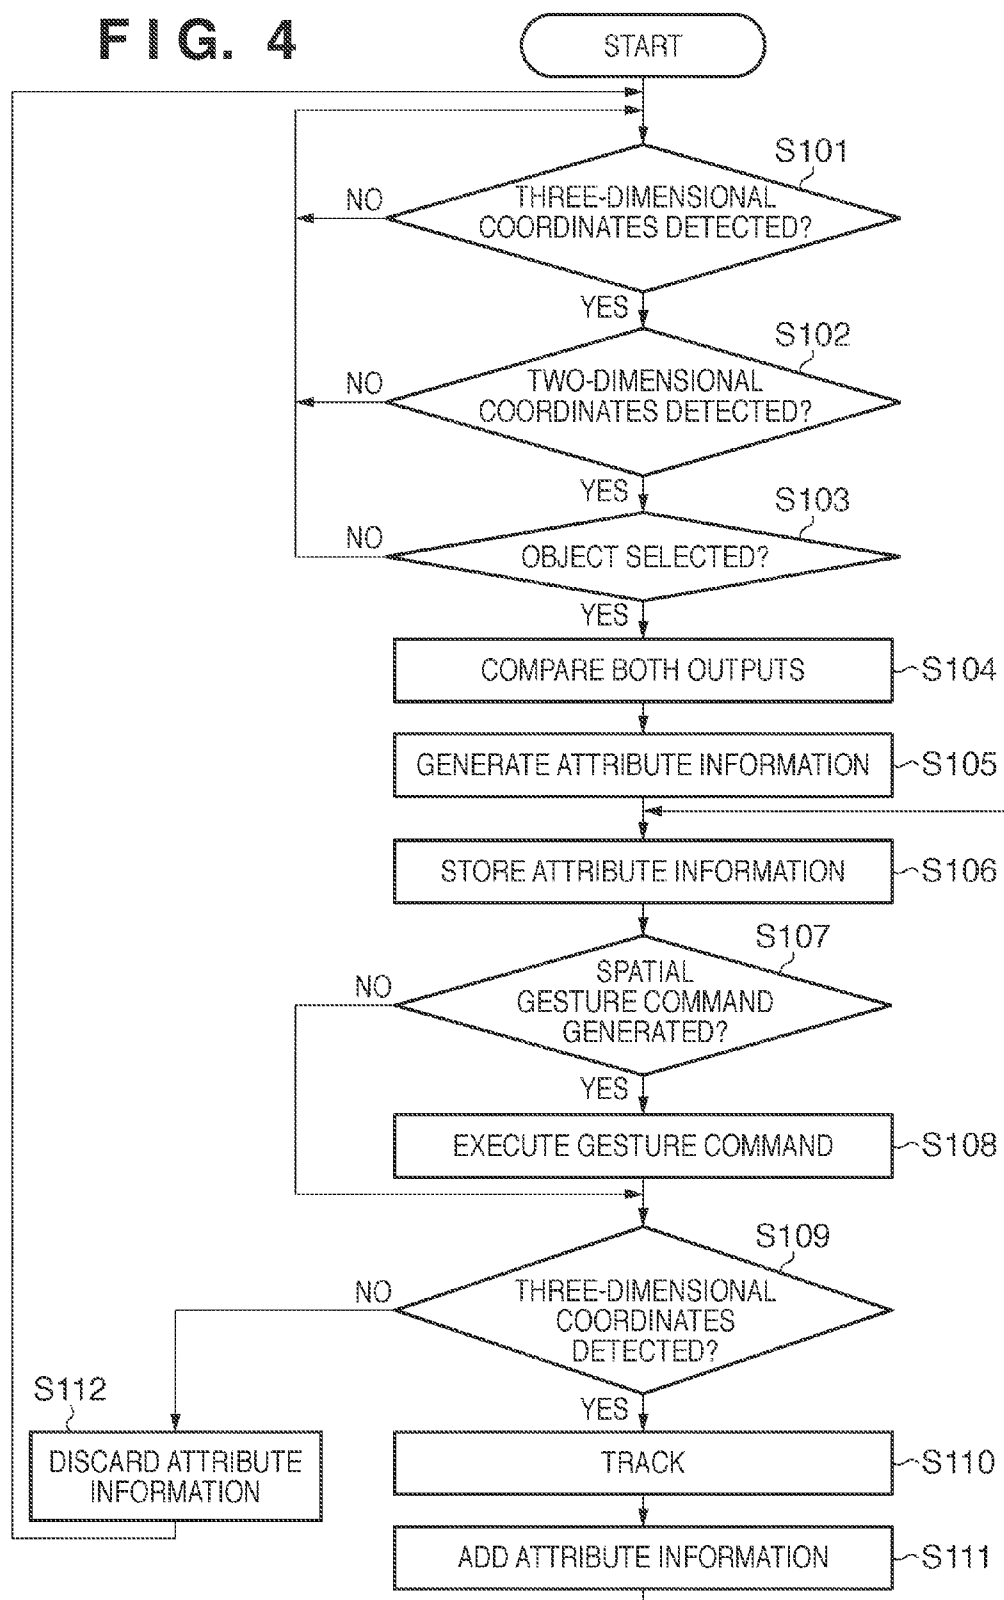 FIG. 4
START
S101
THREE-DIMENSIONAL
COORDINATES DETECTED?
NO
YES
S102
TWO-DIMENSIONAL
COORDINATES DETECTED?
NO
YES
S103
OBJECT SELECTED?
NO
YES
COMPARE BOTH OUTPUTS
S104
GENERATE ATTRIBUTE INFORMATION
S105
STORE ATTRIBUTE INFORMATION
S106
S107
SPATIAL
GESTURE COMMAND
GENERATED?
NO
YES
EXECUTE GESTURE COMMAND
S108
S109
THREE-DIMENSIONAL
COORDINATES
DETECTED?
NO
YES
S112
DISCARD ATTRIBUTE
INFORMATION
TRACK
S110
ADD ATTRIBUTE INFORMATION
S111